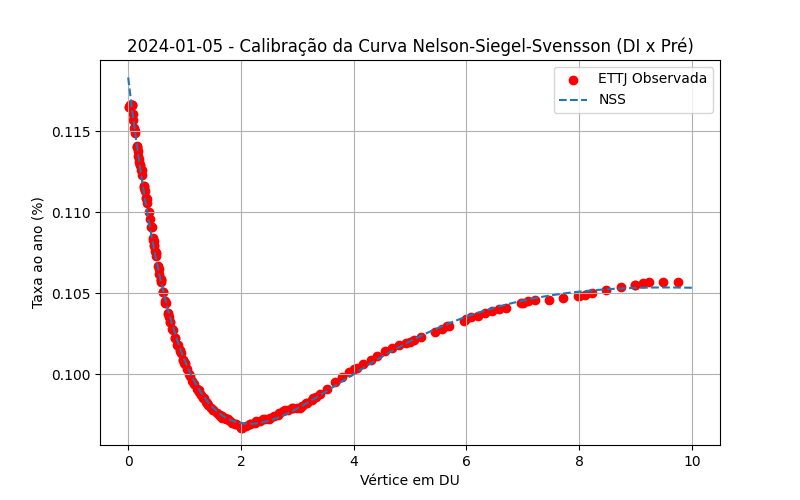 2024-01-05 - Calibração da Curva Nelson-Siegel-Svensson (DI x Pré)
ETTJ Observada
NSS
Taxa ao ano (%)
0.115
0.110
0.105
0.100
0 2 4 6 8 10
Vértice em DU